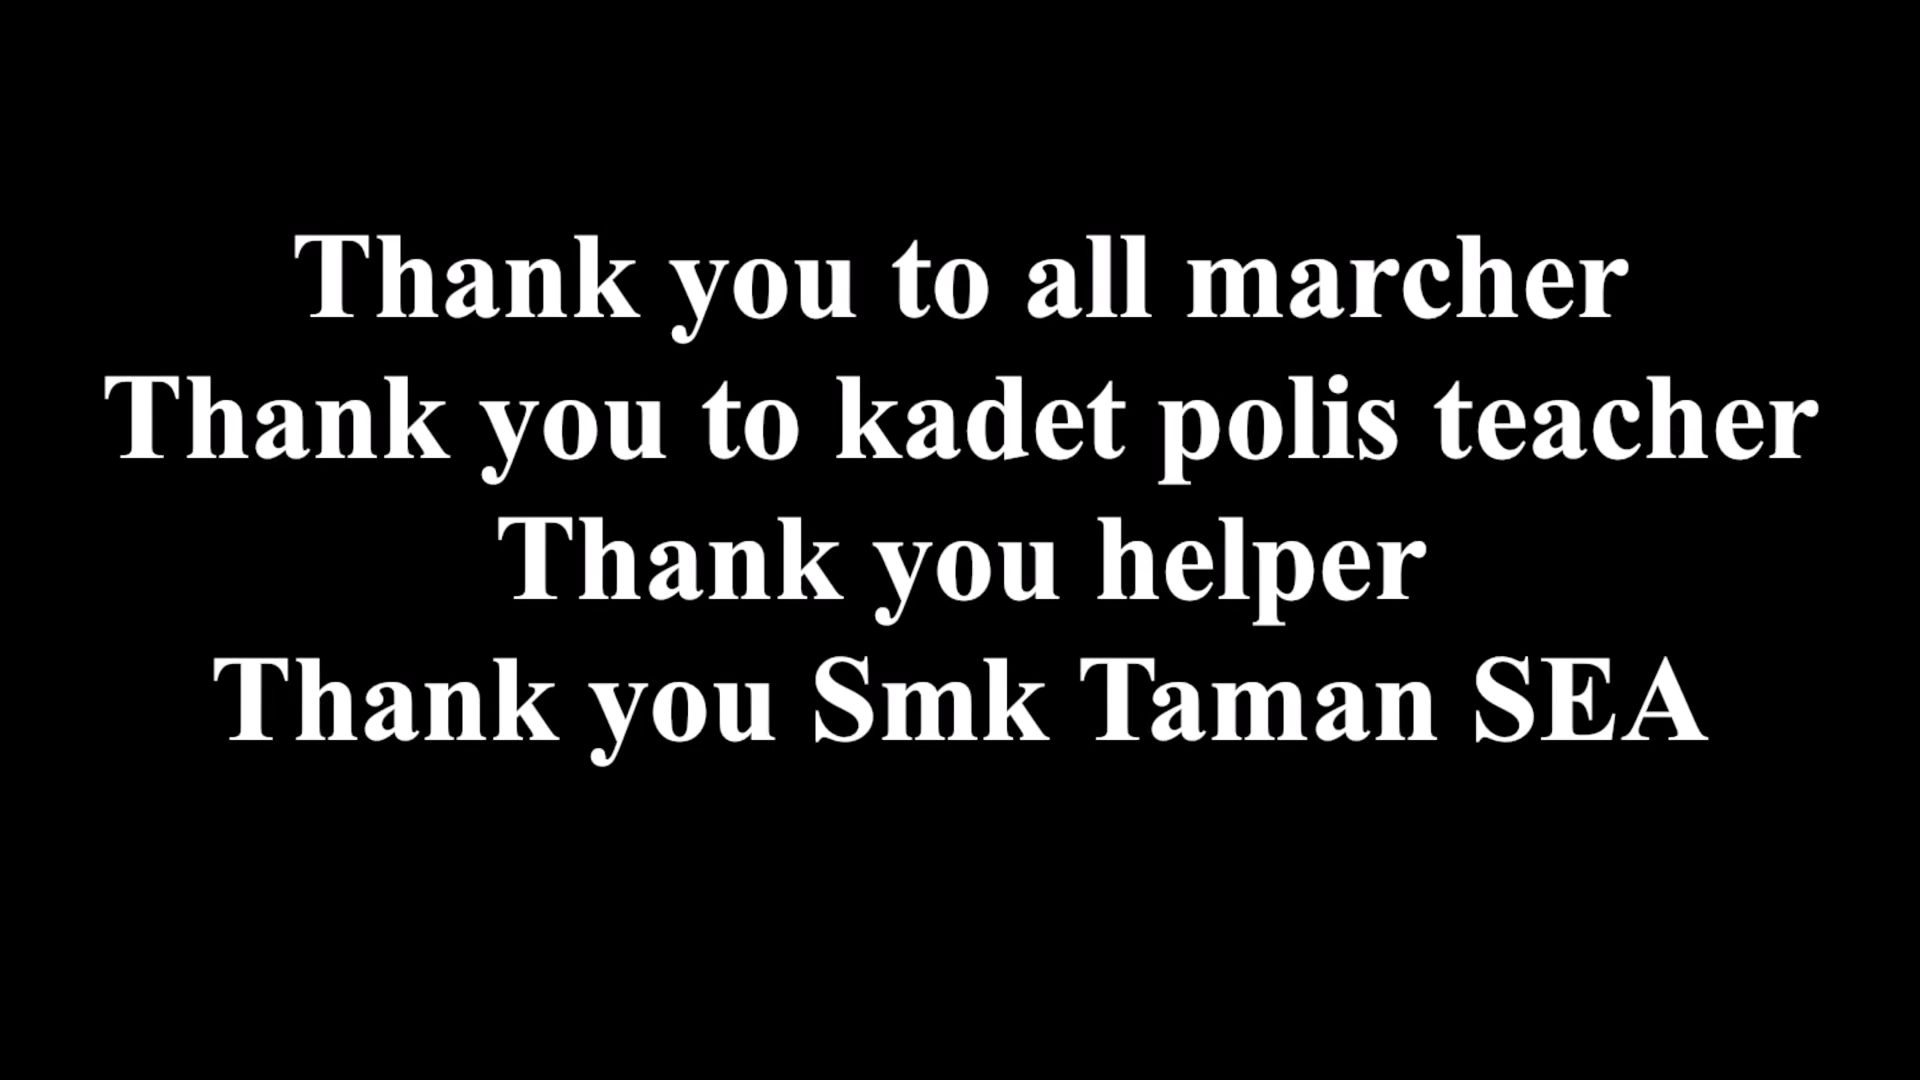 Thank you to all marcher
Thank you to kadet polis teacher
Thank you helper
Thank you Smk Taman SEA